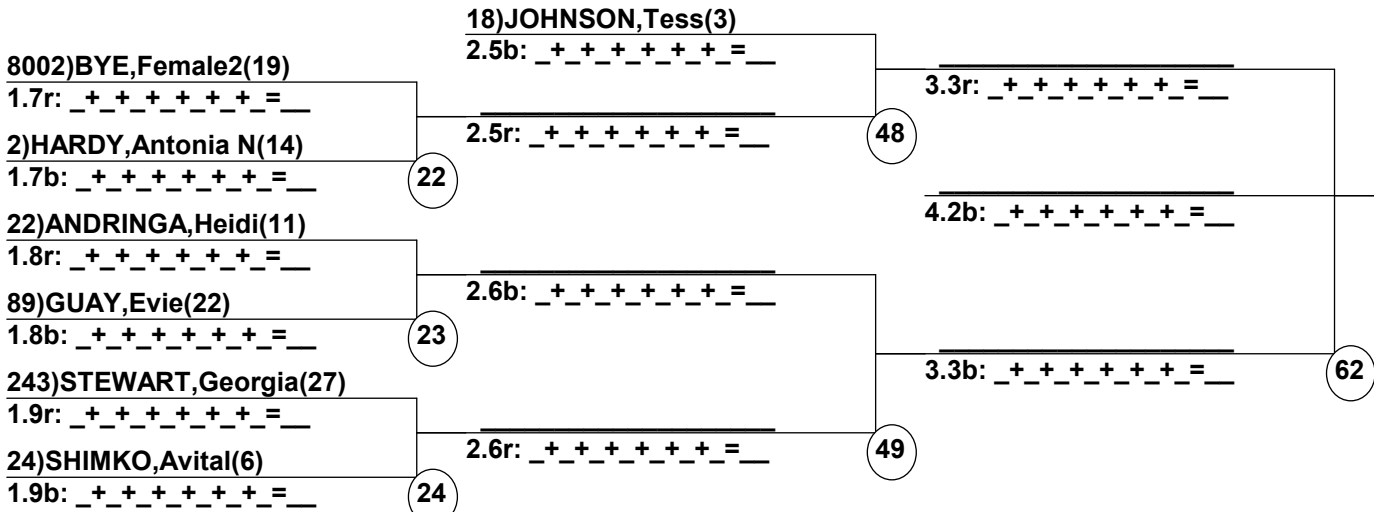 18)JOHNSON,Tess(3)
2.5b: _+_+_+_+_+_=__
8002)BYE,Female2(19)
1.7r: _+_+_+_+_+_=__
3.3r: _+_+_+_+_+_=__
2.5r: _+_+_+_+_+_=__
48
2)HARDY,Antonia N(14)
1.7b: _+_+_+_+_+_=__
22
4.2b: _+_+_+_+_+_=__
22)ANDRINGA,Heidi(11)
1.8r: _+_+_+_+_+_=__
2.6b: _+_+_+_+_+_=__
89)GUAY,Evie(22)
1.8b: _+_+_+_+_+_=__
23
3.3b: _+_+_+_+_+_=__
62
243)STEWART,Georgia(27)
1.9r: _+_+_+_+_+_=__
2.6r: _+_+_+_+_+_=__
49
24)SHIMKO,Avital(6)
1.9b: _+_+_+_+_+_=__
24